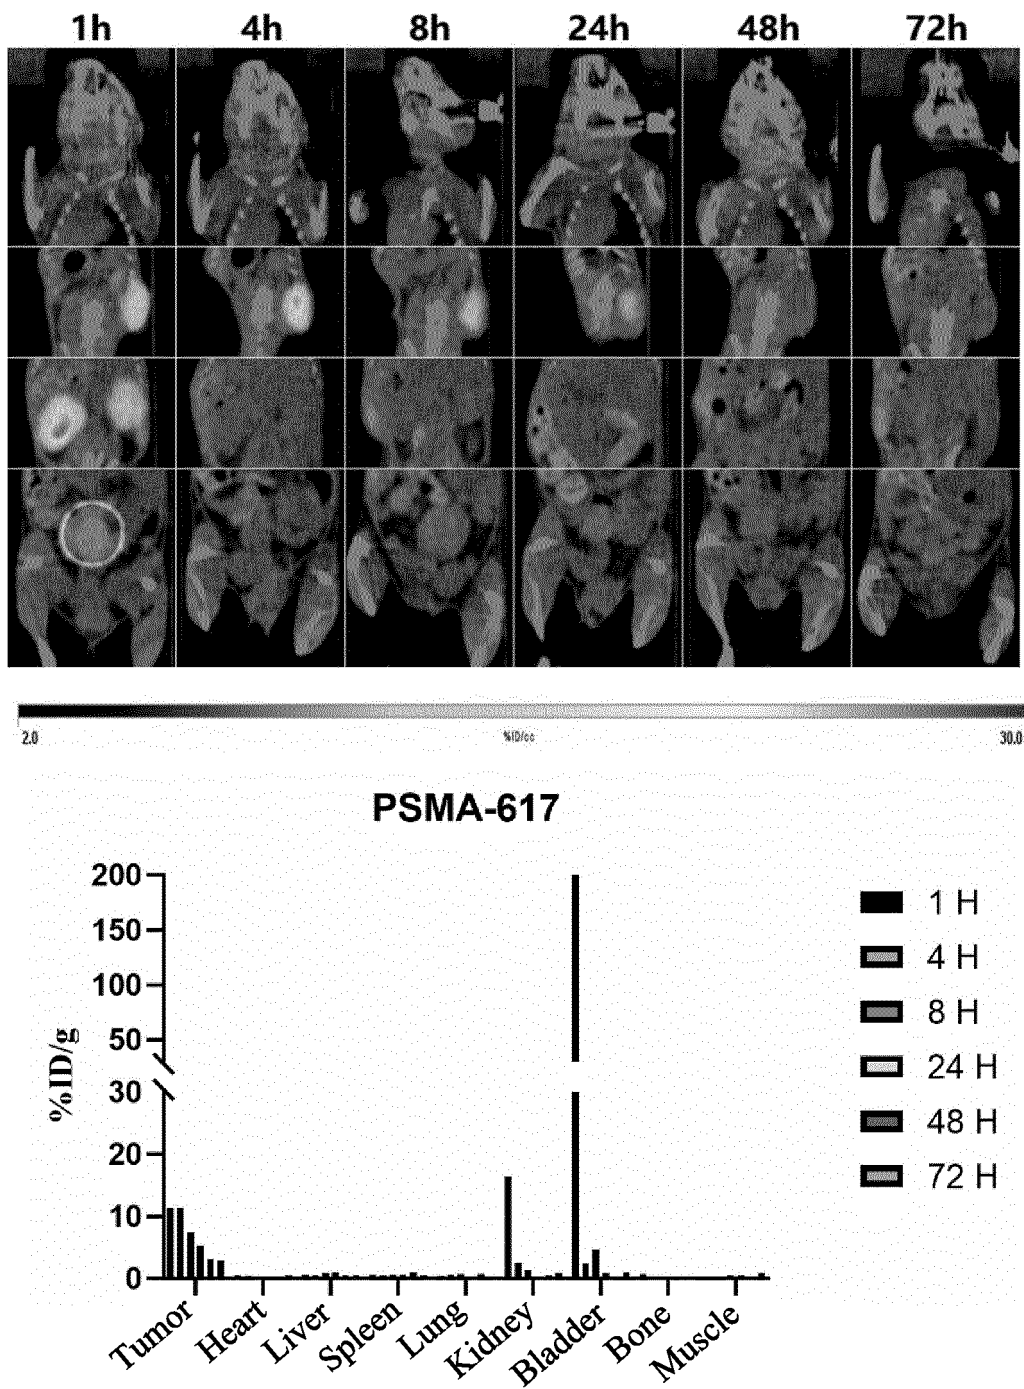 1h 4h 8h 24h 48h 72h
2.0 %ID/cc 30.0
PSMA-617
%ID/g
200
150
100
50
30
20
10
0
Tumor Heart Liver Spleen Lung Kidney Bladder Bone Muscle
1 H
4 H
8 H
24 H
48 H
72 H